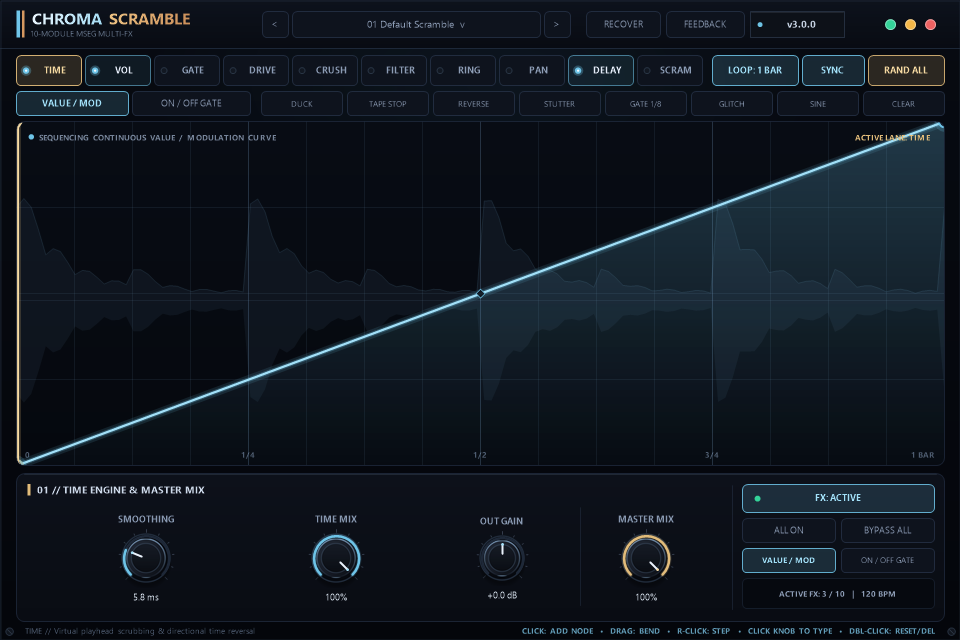 CHROMA SCRAMBLE
10-MODULE MSEG MULTI-FX
< 01 Default Scramble v > RECOVER FEEDBACK v3.0.0
TIME VOL GATE DRIVE CRUSH FILTER RING PAN DELAY SCRAM LOOP: 1 BAR SYNC RAND ALL
VALUE / MOD ON / OFF GATE DUCK TAPE STOP REVERSE STUTTER GATE 1/8 GLITCH SINE CLEAR
SEQUENCING CONTINUOUS VALUE / MODULATION CURVE ACTIVE LANE: TIME
0 1/4 1/2 3/4 1 BAR
01 // TIME ENGINE & MASTER MIX
SMOOTHING TIME MIX OUT GAIN MASTER MIX
5.8 ms 100% +0.0 dB 100%
FX: ACTIVE
ALL ON BYPASS ALL
VALUE / MOD ON / OFF GATE
ACTIVE FX: 3 / 10 | 120 BPM
TIME // Virtual playhead scrubbing & directional time reversal CLICK: ADD NODE • DRAG: BEND • R-CLICK: STEP • CLICK KNOB TO TYPE • DBL-CLICK: RESET/DEL